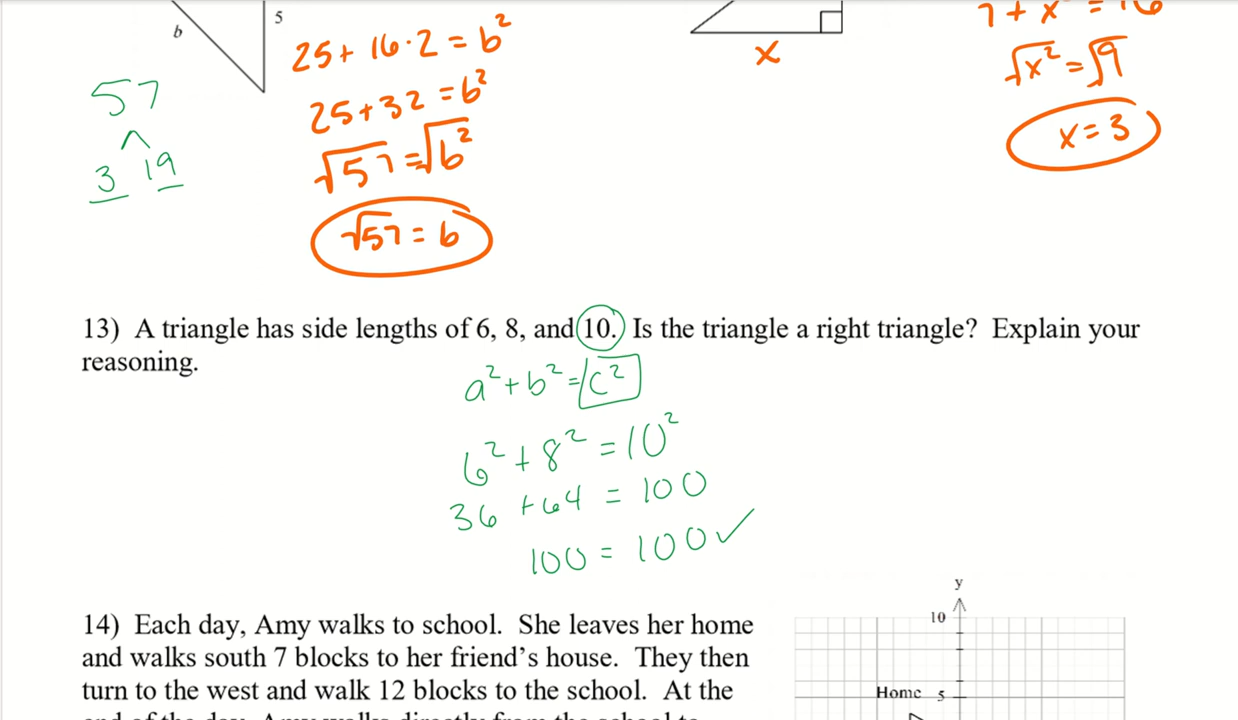 b
5
25 + 16·2 = b²
25 + 32 = b²
√57 = √b²
√57 = b
57
3 19
x
7 + x² = 16
√x² = √9
x = 3
13) A triangle has side lengths of 6, 8, and 10. Is the triangle a right triangle? Explain your
reasoning.
a² + b² = c²
6² + 8² = 10²
36 + 64 = 100
100 = 100 ✓
14) Each day, Amy walks to school. She leaves her home
and walks south 7 blocks to her friend’s house. They then
turn to the west and walk 12 blocks to the school. At the
y
10
Home 5